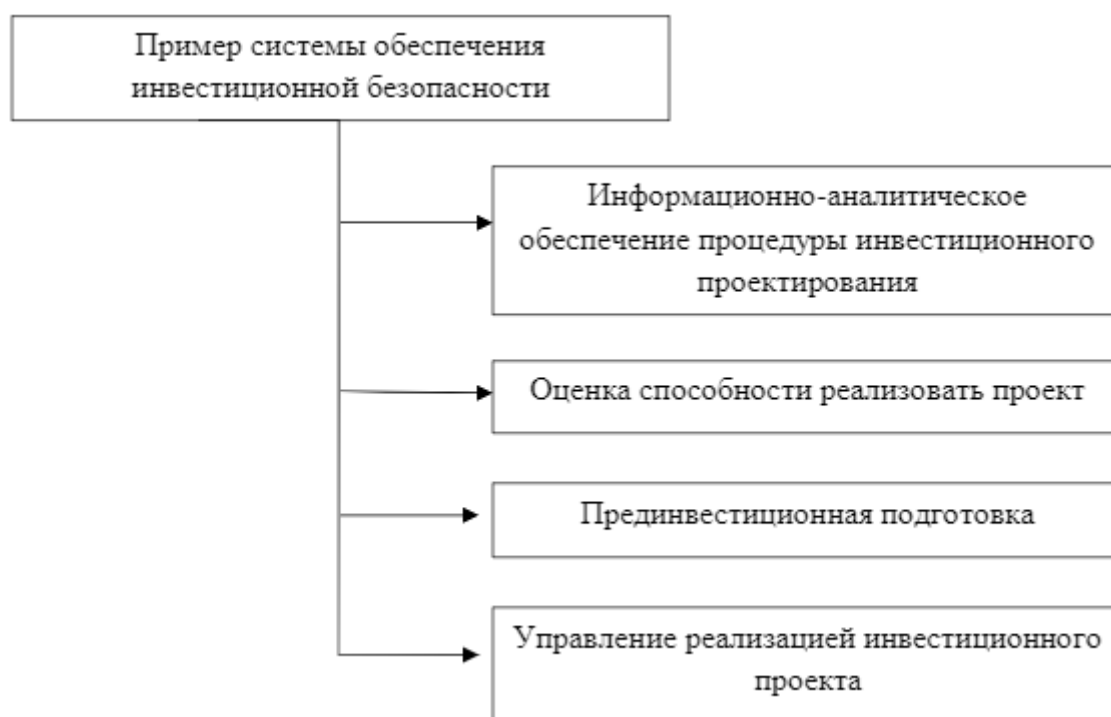 Пример системы обеспечения
инвестиционной безопасности
Информационно-аналитическое
обеспечение процедуры инвестиционного
проектирования
Оценка способности реализовать проект
Прединвестиционная подготовка
Управление реализацией инвестиционного
проекта